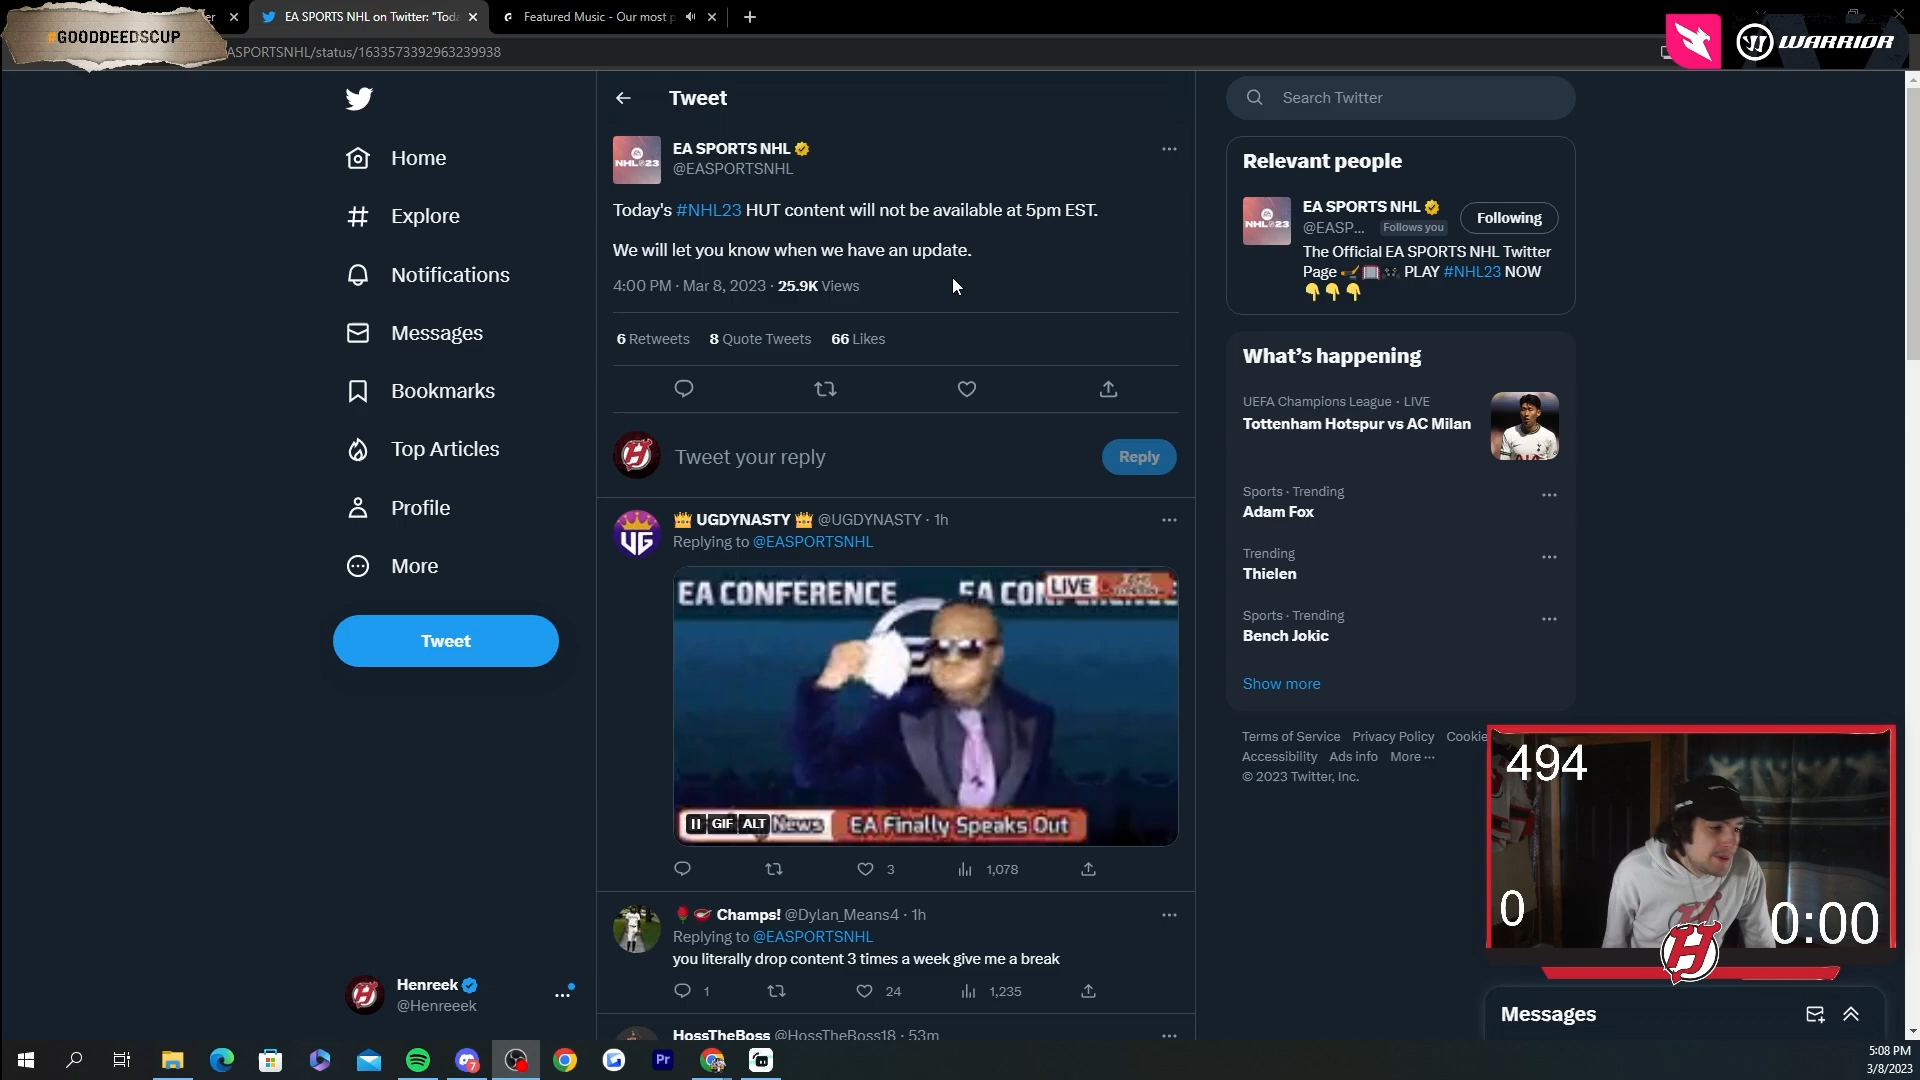 #GOODDEEDSCUP
EA SPORTS NHL on Twitter: "Toda
Featured Music - Our most p
ASPORTSNHL/status/1633573392963239938
WARRIOR
Home
Explore
Notifications
Messages
Bookmarks
Top Articles
Profile
More
Tweet
Henreek
@Henreeek
Tweet
EA SPORTS NHL
@EASPORTSNHL
NHL 23
Today's #NHL23 HUT content will not be available at 5pm EST.
We will let you know when we have an update.
4:00 PM · Mar 8, 2023 · 25.9K Views
6 Retweets 8 Quote Tweets 66 Likes
Tweet your reply
Reply
UGDYNASTY @UGDYNASTY · 1h
Replying to @EASPORTSNHL
UG
EA CONFERENCE
LIVE
GIF ALT News EA Finally Speaks Out
3 1,078
Champs! @Dylan_Means4 · 1h
Replying to @EASPORTSNHL
you literally drop content 3 times a week give me a break
1 24 1,235
HossTheBoss @HossTheBoss18 · 53m
Search Twitter
Relevant people
EA SPORTS NHL
@EASP... Follows you
Following
NHL 23
The Official EA SPORTS NHL Twitter
Page PLAY #NHL23 NOW
What's happening
UEFA Champions League · LIVE
Tottenham Hotspur vs AC Milan
Sports · Trending
Adam Fox
Trending
Thielen
Sports · Trending
Bench Jokic
Show more
Terms of Service Privacy Policy Cookie
Accessibility Ads info More
© 2023 Twitter, Inc.
494
0
0:00
H
Messages
Pr
5:08 PM
3/8/2023